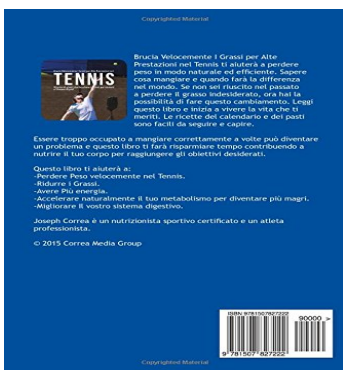 Copyrighted Material
TENNIS
Brucia Velocemente I Grassi per Alte
Prestazioni nel Tennis ti aiuterà a perdere
peso in modo naturale ed efficiente. Sapere
cosa mangiare e quando farà la differenza
nel mondo. Se non sei riuscito nel passato
a perdere il grasso indesiderato, ora hai la
possibilità di fare questo cambiamento. Leggi
questo libro e inizia a vivere la vita che ti
meriti. Le ricette del calendario e dei pasti
sono facili da seguire e capire.
Essere troppo occupato a mangiare correttamente a volte può diventare
un problema e questo libro ti farà risparmiare tempo contribuendo a
nutrire il tuo corpo per raggiungere gli obiettivi desiderati.
Questo libro ti aiuterà a:
-Perdere Peso velocemente nel Tennis.
-Ridurre i Grassi.
-Avere Più energia.
-Accelerare naturalmente il tuo metabolismo per diventare più magri.
-Migliorare il vostro sistema digestivo.
Joseph Correa è un nutrizionista sportivo certificato e un atleta
professionista.
© 2015 Correa Media Group
ISBN 9781507827222
90000 >
9 781507 827222
Copyrighted Material